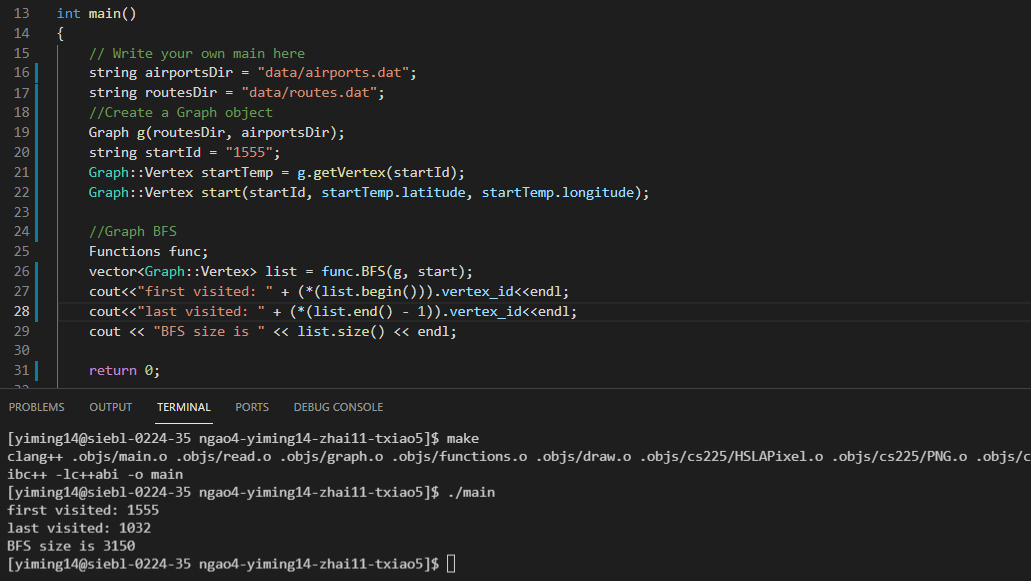 13 int main()
14 {
15 // Write your own main here
16 string airportsDir = "data/airports.dat";
17 string routesDir = "data/routes.dat";
18 //Create a Graph object
19 Graph g(routesDir, airportsDir);
20 string startId = "1555";
21 Graph::Vertex startTemp = g.getVertex(startId);
22 Graph::Vertex start(startId, startTemp.latitude, startTemp.longitude);
23
24 //Graph BFS
25 Functions func;
26 vector<Graph::Vertex> list = func.BFS(g, start);
27 cout<<"first visited: " + (*(list.begin())).vertex_id<<endl;
28 cout<<"last visited: " + (*(list.end() - 1)).vertex_id<<endl;
29 cout << "BFS size is " << list.size() << endl;
30
31 return 0;
PROBLEMS OUTPUT TERMINAL PORTS DEBUG CONSOLE
[yiming14@siebl-0224-35 ngao4-yiming14-zhai11-txiao5]$ make
clang++ .objs/main.o .objs/read.o .objs/graph.o .objs/functions.o .objs/draw.o .objs/cs225/HSLAPixel.o .objs/cs225/PNG.o .objs/c
ibc++ -lc++abi -o main
[yiming14@siebl-0224-35 ngao4-yiming14-zhai11-txiao5]$ ./main
first visited: 1555
last visited: 1032
BFS size is 3150
[yiming14@siebl-0224-35 ngao4-yiming14-zhai11-txiao5]$